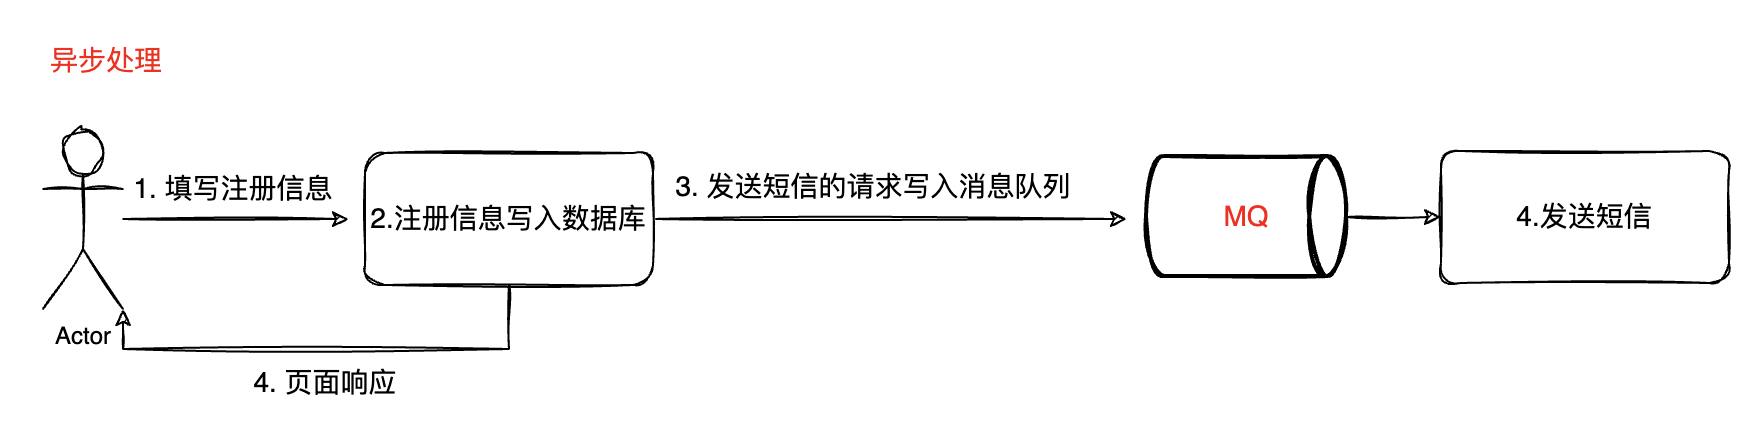 异步处理
1. 填写注册信息
2.注册信息写入数据库
3. 发送短信的请求写入消息队列
MQ
4.发送短信
Actor
4. 页面响应